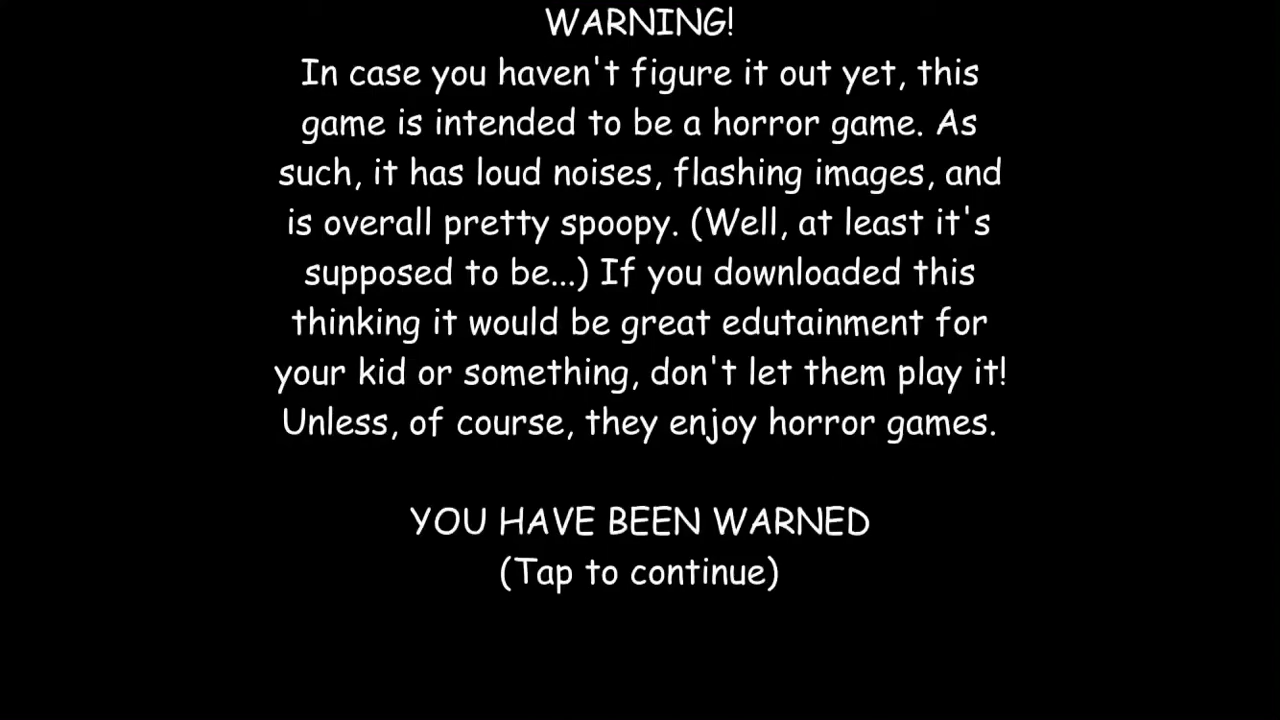 WARNING!
In case you haven't figure it out yet, this
game is intended to be a horror game. As
such, it has loud noises, flashing images, and
is overall pretty spoopy. (Well, at least it's
supposed to be...) If you downloaded this
thinking it would be great edutainment for
your kid or something, don't let them play it!
Unless, of course, they enjoy horror games.
YOU HAVE BEEN WARNED
(Tap to continue)